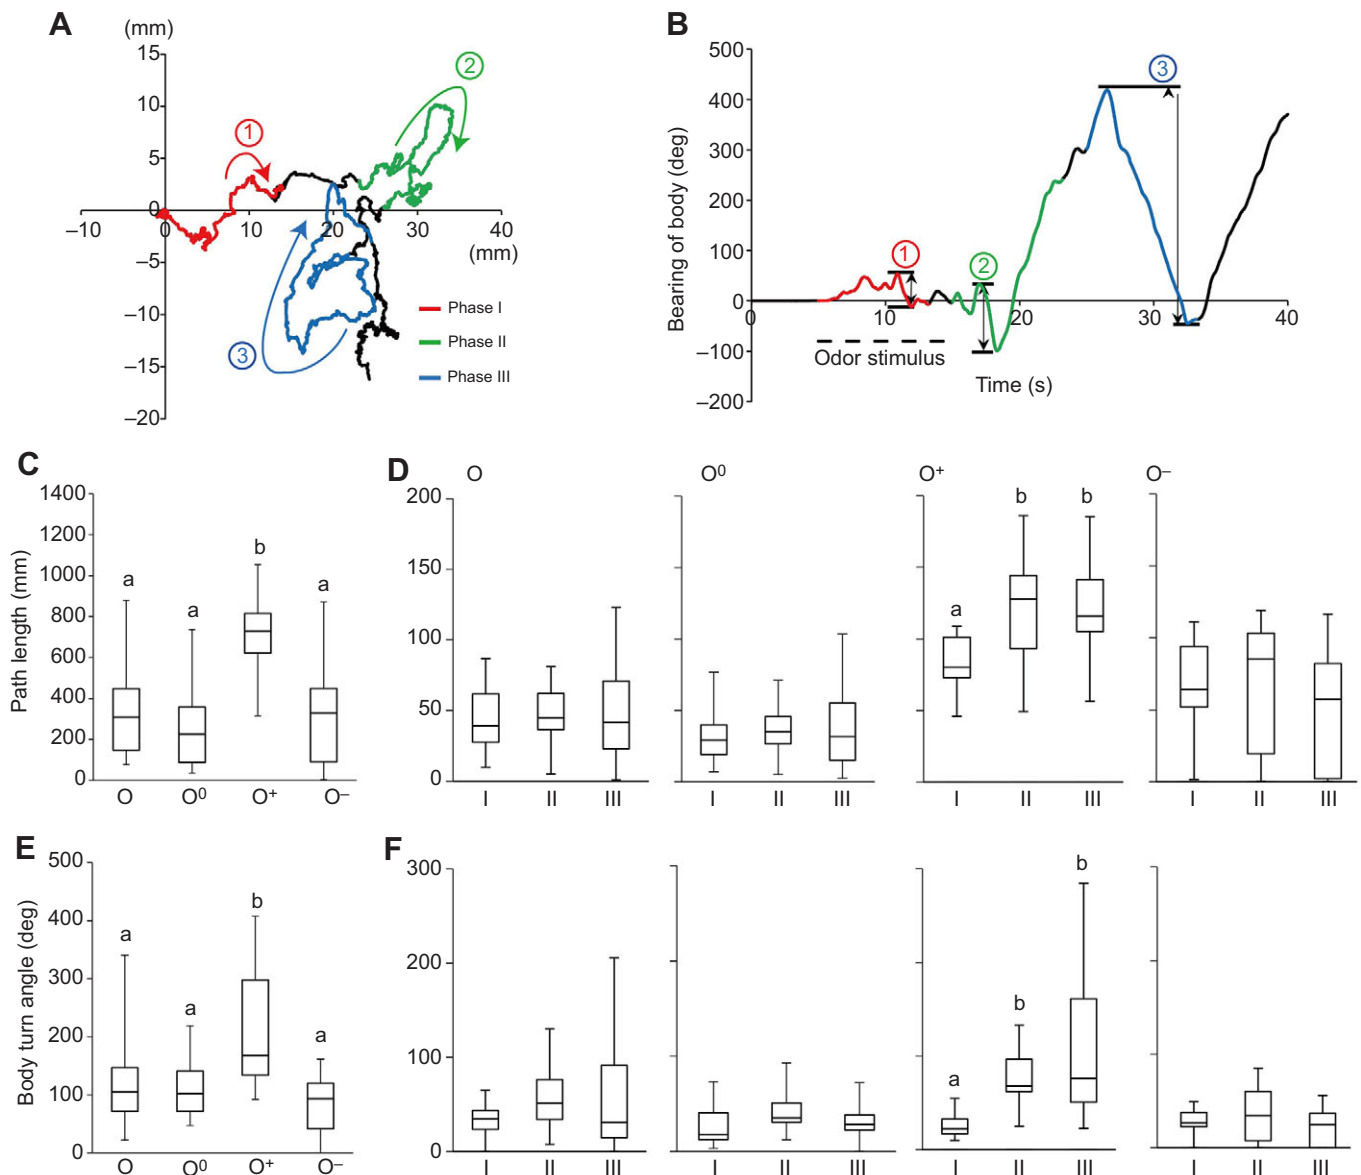 A
(mm)
15
10
5
0
–5
–10
–15
–20
–10
0
10
20
30
40
(mm)
1
2
3
Phase I
Phase II
Phase III
B
Bearing of body (deg)
500
400
300
200
100
0
–100
–200
0
10
20
30
40
1
2
3
Odor stimulus
Time (s)
C
Path length (mm)
1400
1200
1000
800
600
400
200
0
a
a
b
a
O
O⁰
O⁺
O⁻
D
O
O⁰
O⁺
O⁻
200
150
100
50
0
a
b
b
I
II
III
I
II
III
I
II
III
I
II
III
E
Body turn angle (deg)
500
400
300
200
100
0
a
a
b
a
O
O⁰
O⁺
O⁻
F
300
200
100
0
a
b
b
I
II
III
I
II
III
I
II
III
I
II
III